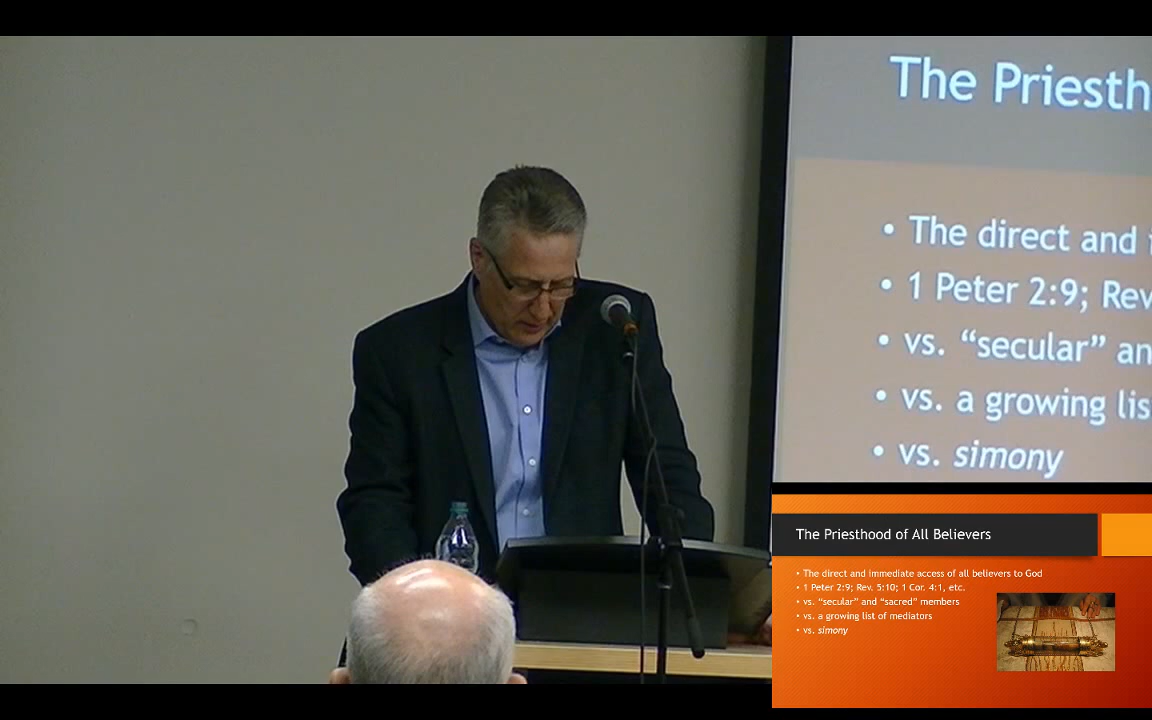 The Priesth
• The direct and
• 1 Peter 2:9; Rev
• vs. “secular” an
• vs. a growing lis
• vs. simony
The Priesthood of All Believers
• The direct and immediate access of all believers to God
• 1 Peter 2:9; Rev. 5:10; 1 Cor. 4:1, etc.
• vs. “secular” and “sacred” members
• vs. a growing list of mediators
• vs. simony